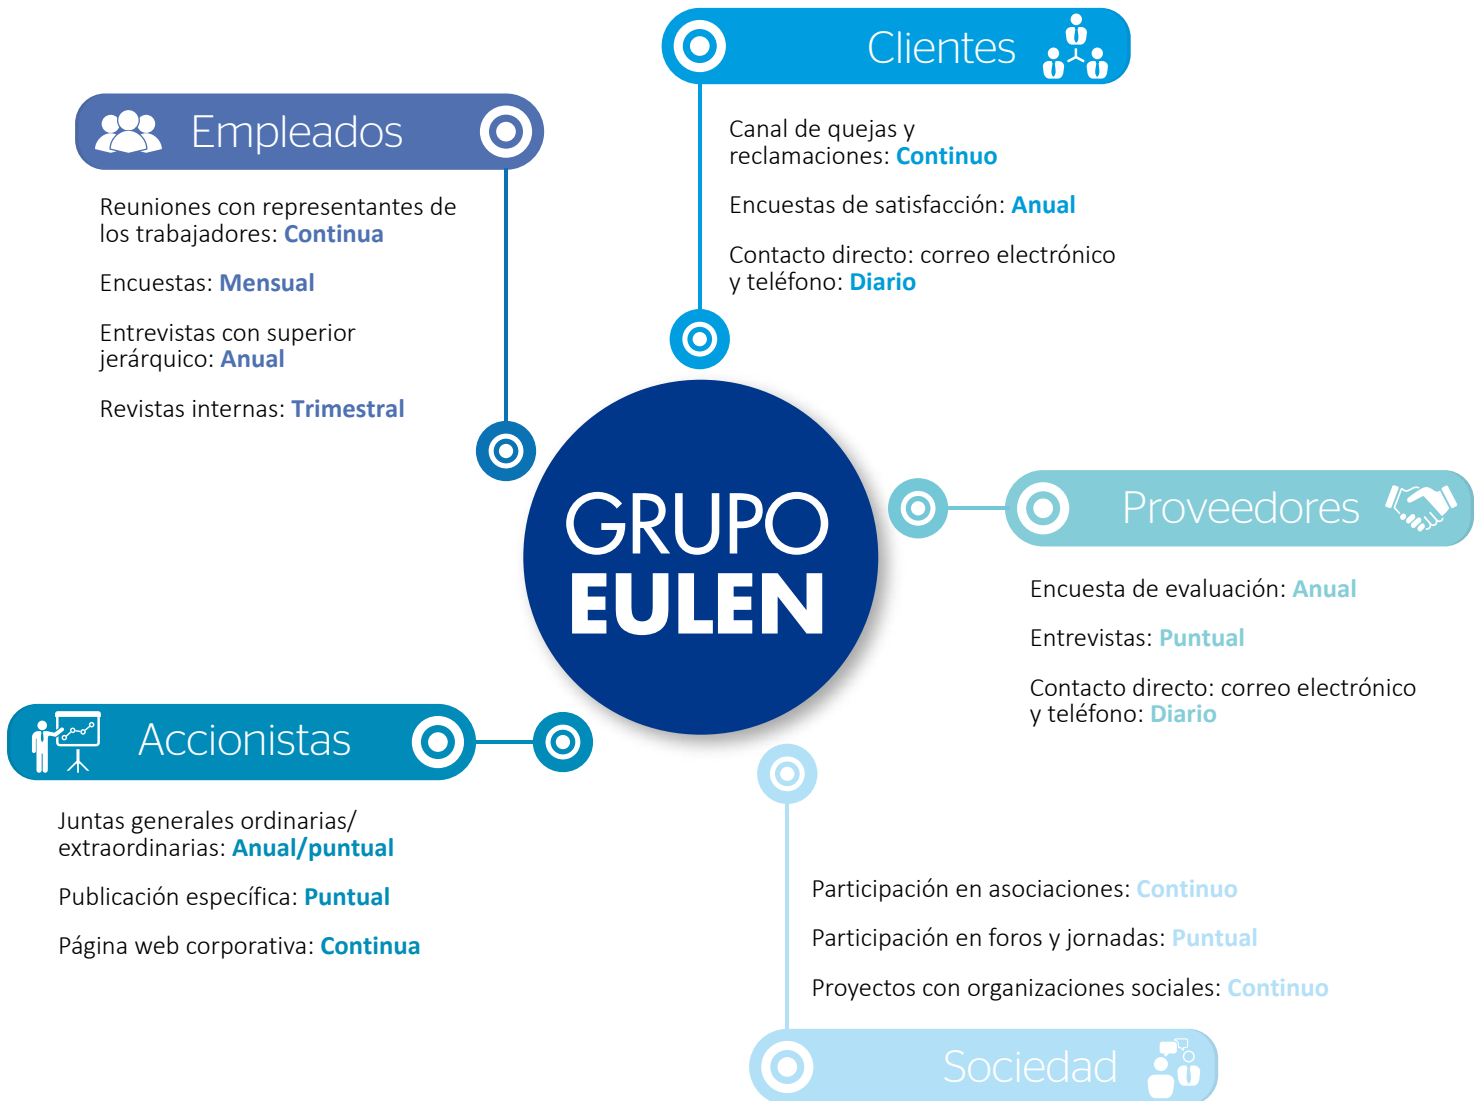 Clientes
Canal de quejas y
reclamaciones: Continuo
Encuestas de satisfacción: Anual
Contacto directo: correo electrónico
y teléfono: Diario
Empleados
Reuniones con representantes de
los trabajadores: Continua
Encuestas: Mensual
Entrevistas con superior
jerárquico: Anual
Revistas internas: Trimestral
GRUPO
EULEN
Proveedores
Encuesta de evaluación: Anual
Entrevistas: Puntual
Contacto directo: correo electrónico
y teléfono: Diario
Accionistas
Juntas generales ordinarias/
extraordinarias: Anual/puntual
Publicación específica: Puntual
Página web corporativa: Continua
Participación en asociaciones: Continuo
Participación en foros y jornadas: Puntual
Proyectos con organizaciones sociales: Continuo
Sociedad